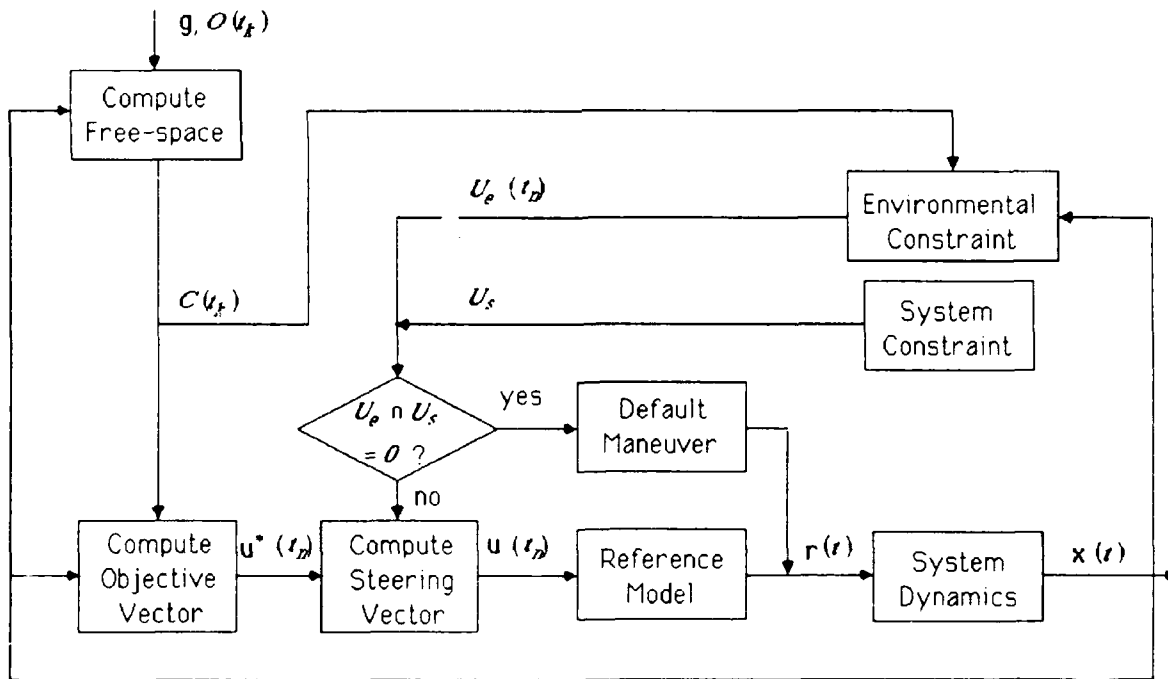 g, O(t_k)
Compute
Free-space
U_e (t_n)
Environmental
Constraint
C(t_k)
U_s
System
Constraint
U_e ∩ U_s
= 0 ?
yes
Default
Maneuver
no
Compute
Objective
Vector
u* (t_n)
Compute
Steering
Vector
u (t_n)
Reference
Model
r(t)
System
Dynamics
x(t)